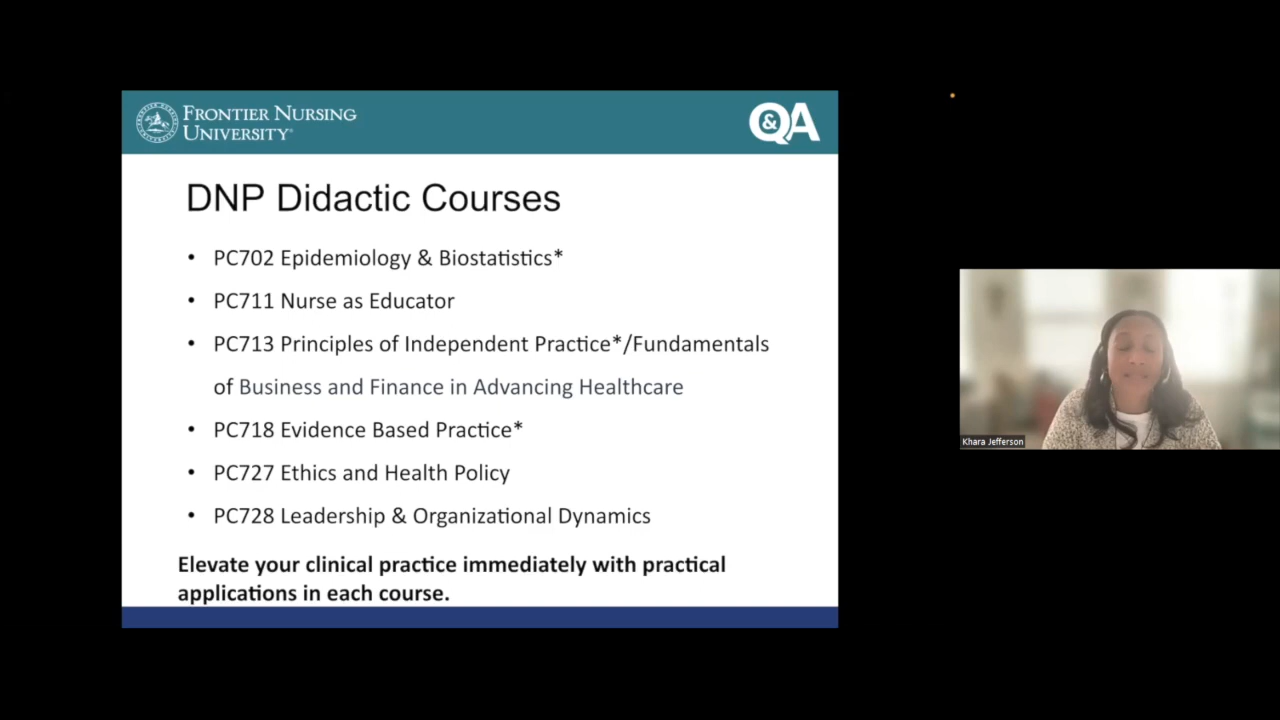 FRONTIER NURSING
UNIVERSITY
Q&A
DNP Didactic Courses
• PC702 Epidemiology & Biostatistics*
• PC711 Nurse as Educator
• PC713 Principles of Independent Practice*/Fundamentals
of Business and Finance in Advancing Healthcare
• PC718 Evidence Based Practice*
• PC727 Ethics and Health Policy
• PC728 Leadership & Organizational Dynamics
Elevate your clinical practice immediately with practical
applications in each course.
Khara Jefferson